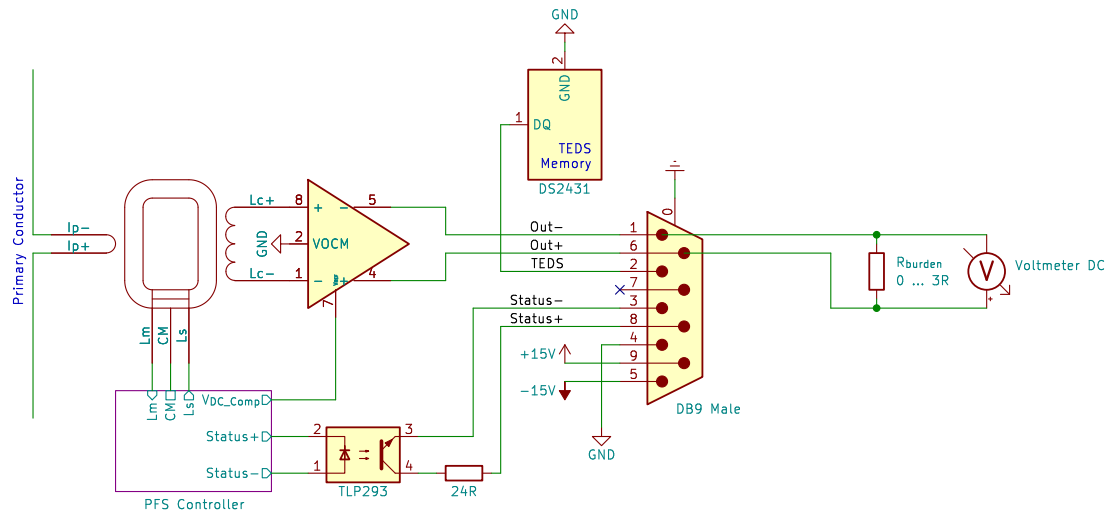 GND
2
GND
1
DQ
TEDS
Memory
DS2431
Primary Conductor
Ip-
Ip+
Lc+
8
+
-
5
GND
2
VOCM
Lc-
1
-
+
4
7
Out-
1
Out+
6
TEDS
2
7
Status-
3
Status+
8
4
+15V
9
-15V
5
0
DB9 Male
GND
Rburden
0 ... 3R
V
+
Voltmeter DC
Lm
CM
Ls
Lm
CM
Ls
VDC_Comp
Status+
Status-
PFS Controller
2
1
3
4
TLP293
24R